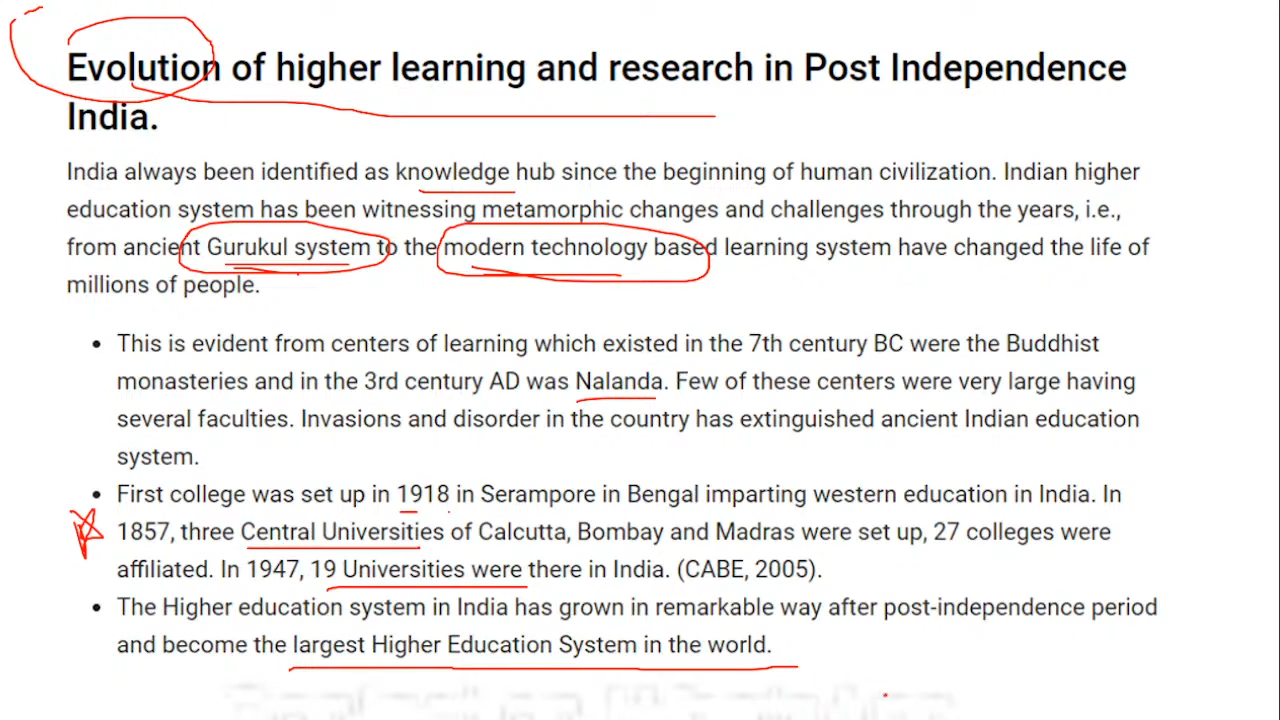 Evolution of higher learning and research in Post Independence
India.
India always been identified as knowledge hub since the beginning of human civilization. Indian higher
education system has been witnessing metamorphic changes and challenges through the years, i.e.,
from ancient Gurukul system to the modern technology based learning system have changed the life of
millions of people.
• This is evident from centers of learning which existed in the 7th century BC were the Buddhist
monasteries and in the 3rd century AD was Nalanda. Few of these centers were very large having
several faculties. Invasions and disorder in the country has extinguished ancient Indian education
system.
• First college was set up in 1918 in Serampore in Bengal imparting western education in India. In
1857, three Central Universities of Calcutta, Bombay and Madras were set up, 27 colleges were
affiliated. In 1947, 19 Universities were there in India. (CABE, 2005).
• The Higher education system in India has grown in remarkable way after post-independence period
and become the largest Higher Education System in the world.